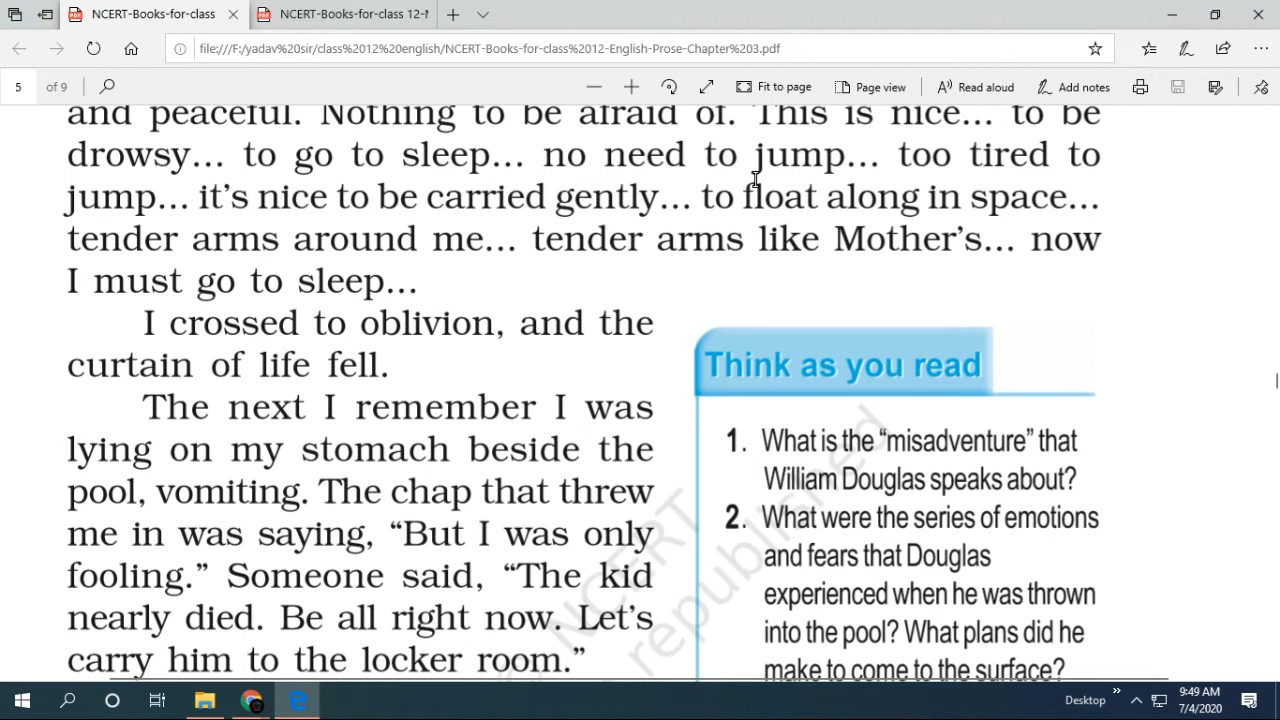 NCERT-Books-for-class
NCERT-Books-for-class 12-
file:///F:/yadav%20sir/class%2012%20english/NCERT-Books-for-class%2012-English-Prose-Chapter%203.pdf
5 of 9
Fit to page
Page view
Read aloud
Add notes
and peaceful. Nothing to be afraid of. This is nice... to be
drowsy... to go to sleep... no need to jump... too tired to
jump... it's nice to be carried gently... to float along in space...
tender arms around me... tender arms like Mother's... now
I must go to sleep...
I crossed to oblivion, and the
curtain of life fell.
The next I remember I was
lying on my stomach beside the
pool, vomiting. The chap that threw
me in was saying, “But I was only
fooling.” Someone said, “The kid
nearly died. Be all right now. Let's
carry him to the locker room.”
Think as you read
1. What is the “misadventure” that
William Douglas speaks about?
2. What were the series of emotions
and fears that Douglas
experienced when he was thrown
into the pool? What plans did he
make to come to the surface?
NCERT
republished
Desktop
9:49 AM
7/4/2020